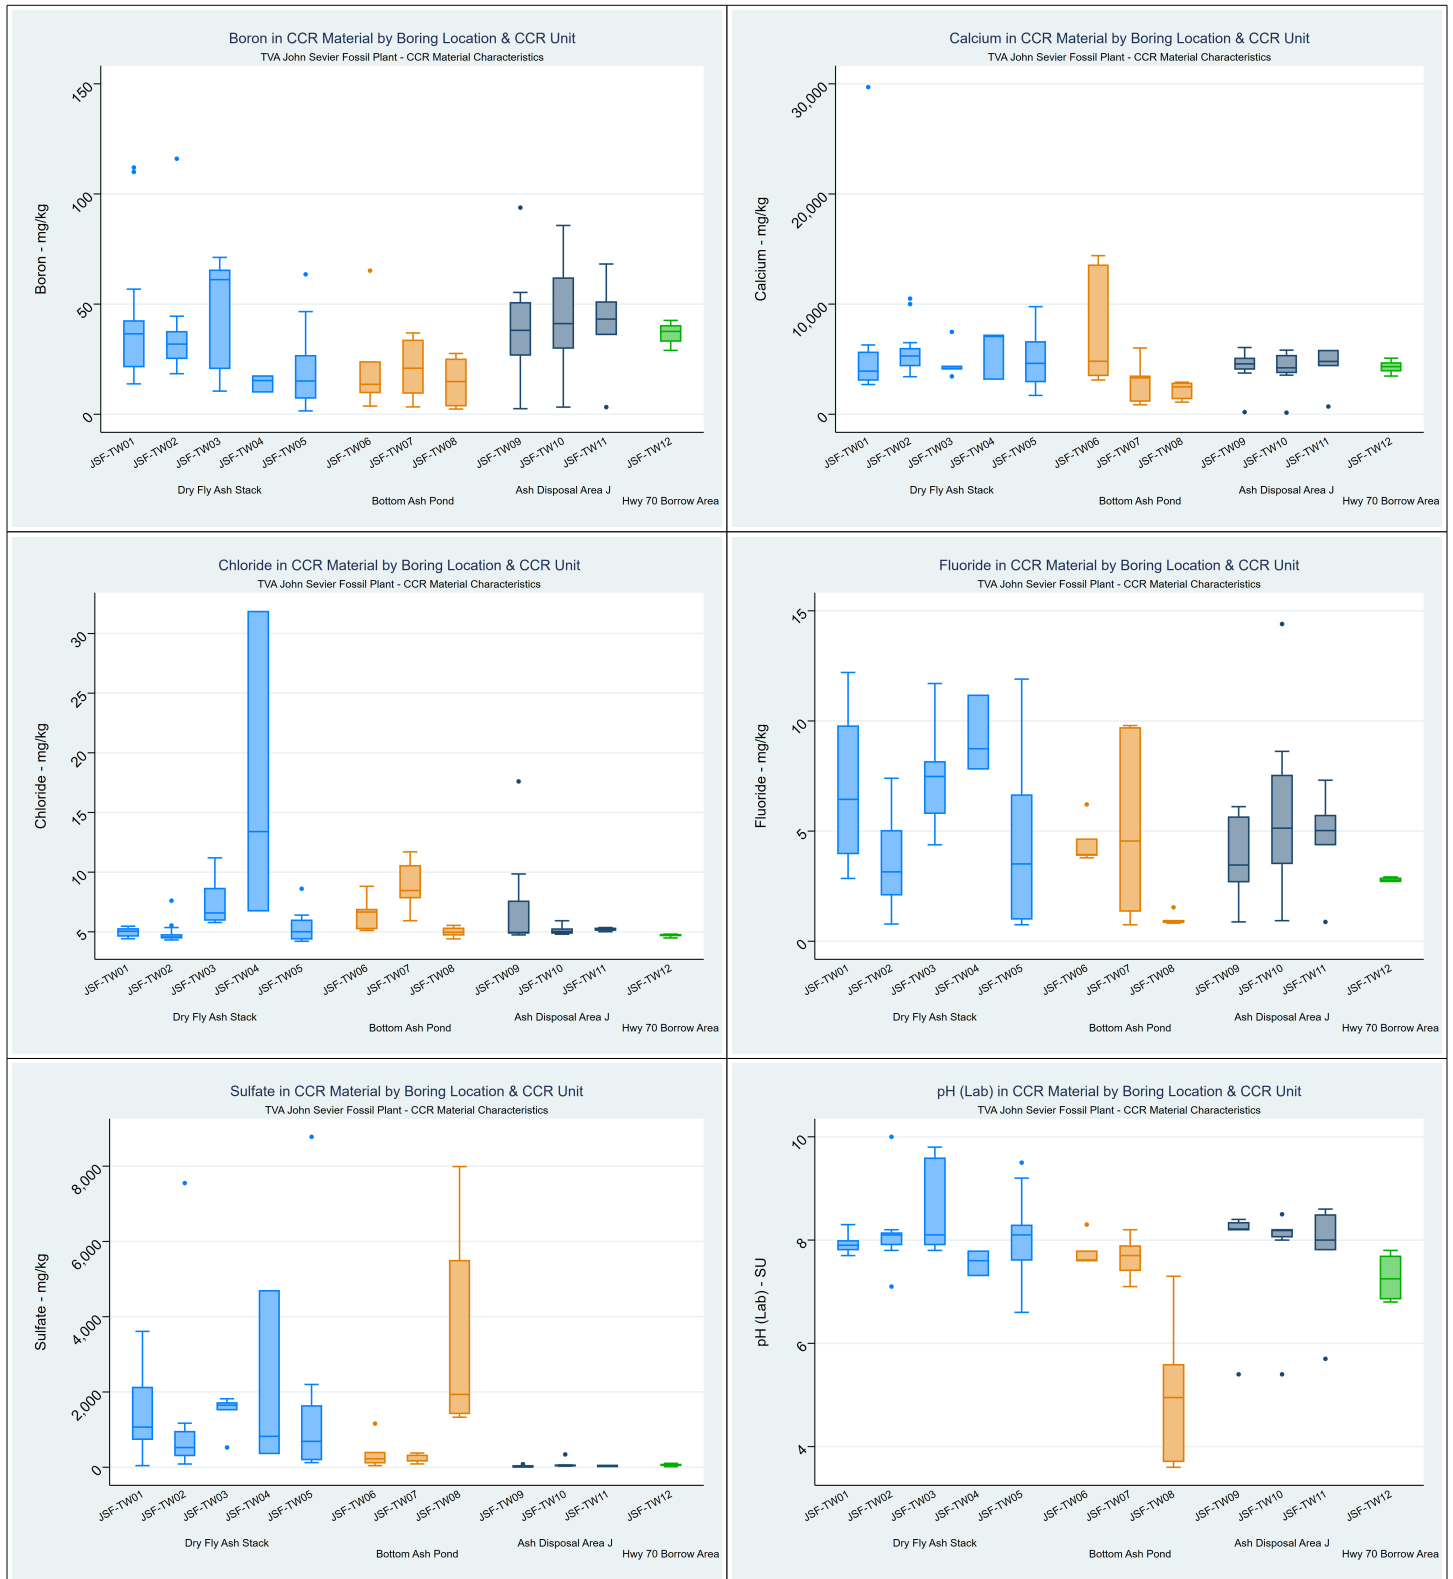 Boron in CCR Material by Boring Location & CCR Unit
TVA John Sevier Fossil Plant - CCR Material Characteristics
Boron - mg/kg
150
100
50
0
JSF-TW01
JSF-TW02
JSF-TW03
JSF-TW04
JSF-TW05
JSF-TW06
JSF-TW07
JSF-TW08
JSF-TW09
JSF-TW10
JSF-TW11
JSF-TW12
Dry Fly Ash Stack
Bottom Ash Pond
Ash Disposal Area J
Hwy 70 Borrow Area
Calcium in CCR Material by Boring Location & CCR Unit
TVA John Sevier Fossil Plant - CCR Material Characteristics
Calcium - mg/kg
30,000
20,000
10,000
0
JSF-TW01
JSF-TW02
JSF-TW03
JSF-TW04
JSF-TW05
JSF-TW06
JSF-TW07
JSF-TW08
JSF-TW09
JSF-TW10
JSF-TW11
JSF-TW12
Dry Fly Ash Stack
Bottom Ash Pond
Ash Disposal Area J
Hwy 70 Borrow Area
Chloride in CCR Material by Boring Location & CCR Unit
TVA John Sevier Fossil Plant - CCR Material Characteristics
Chloride - mg/kg
30
25
20
15
10
5
JSF-TW01
JSF-TW02
JSF-TW03
JSF-TW04
JSF-TW05
JSF-TW06
JSF-TW07
JSF-TW08
JSF-TW09
JSF-TW10
JSF-TW11
JSF-TW12
Dry Fly Ash Stack
Bottom Ash Pond
Ash Disposal Area J
Hwy 70 Borrow Area
Fluoride in CCR Material by Boring Location & CCR Unit
TVA John Sevier Fossil Plant - CCR Material Characteristics
Fluoride - mg/kg
15
10
5
0
JSF-TW01
JSF-TW02
JSF-TW03
JSF-TW04
JSF-TW05
JSF-TW06
JSF-TW07
JSF-TW08
JSF-TW09
JSF-TW10
JSF-TW11
JSF-TW12
Dry Fly Ash Stack
Bottom Ash Pond
Ash Disposal Area J
Hwy 70 Borrow Area
Sulfate in CCR Material by Boring Location & CCR Unit
TVA John Sevier Fossil Plant - CCR Material Characteristics
Sulfate - mg/kg
8,000
6,000
4,000
2,000
0
JSF-TW01
JSF-TW02
JSF-TW03
JSF-TW04
JSF-TW05
JSF-TW06
JSF-TW07
JSF-TW08
JSF-TW09
JSF-TW10
JSF-TW11
JSF-TW12
Dry Fly Ash Stack
Bottom Ash Pond
Ash Disposal Area J
Hwy 70 Borrow Area
pH (Lab) in CCR Material by Boring Location & CCR Unit
TVA John Sevier Fossil Plant - CCR Material Characteristics
pH (Lab) - SU
10
8
6
4
JSF-TW01
JSF-TW02
JSF-TW03
JSF-TW04
JSF-TW05
JSF-TW06
JSF-TW07
JSF-TW08
JSF-TW09
JSF-TW10
JSF-TW11
JSF-TW12
Dry Fly Ash Stack
Bottom Ash Pond
Ash Disposal Area J
Hwy 70 Borrow Area